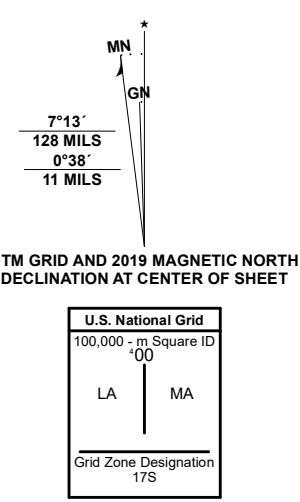 MN
GN
7°13´
128 MILS
0°38´
11 MILS
TM GRID AND 2019 MAGNETIC NORTH
DECLINATION AT CENTER OF SHEET
U.S. National Grid
100,000 - m Square ID
⁴00
LA MA
Grid Zone Designation
17S